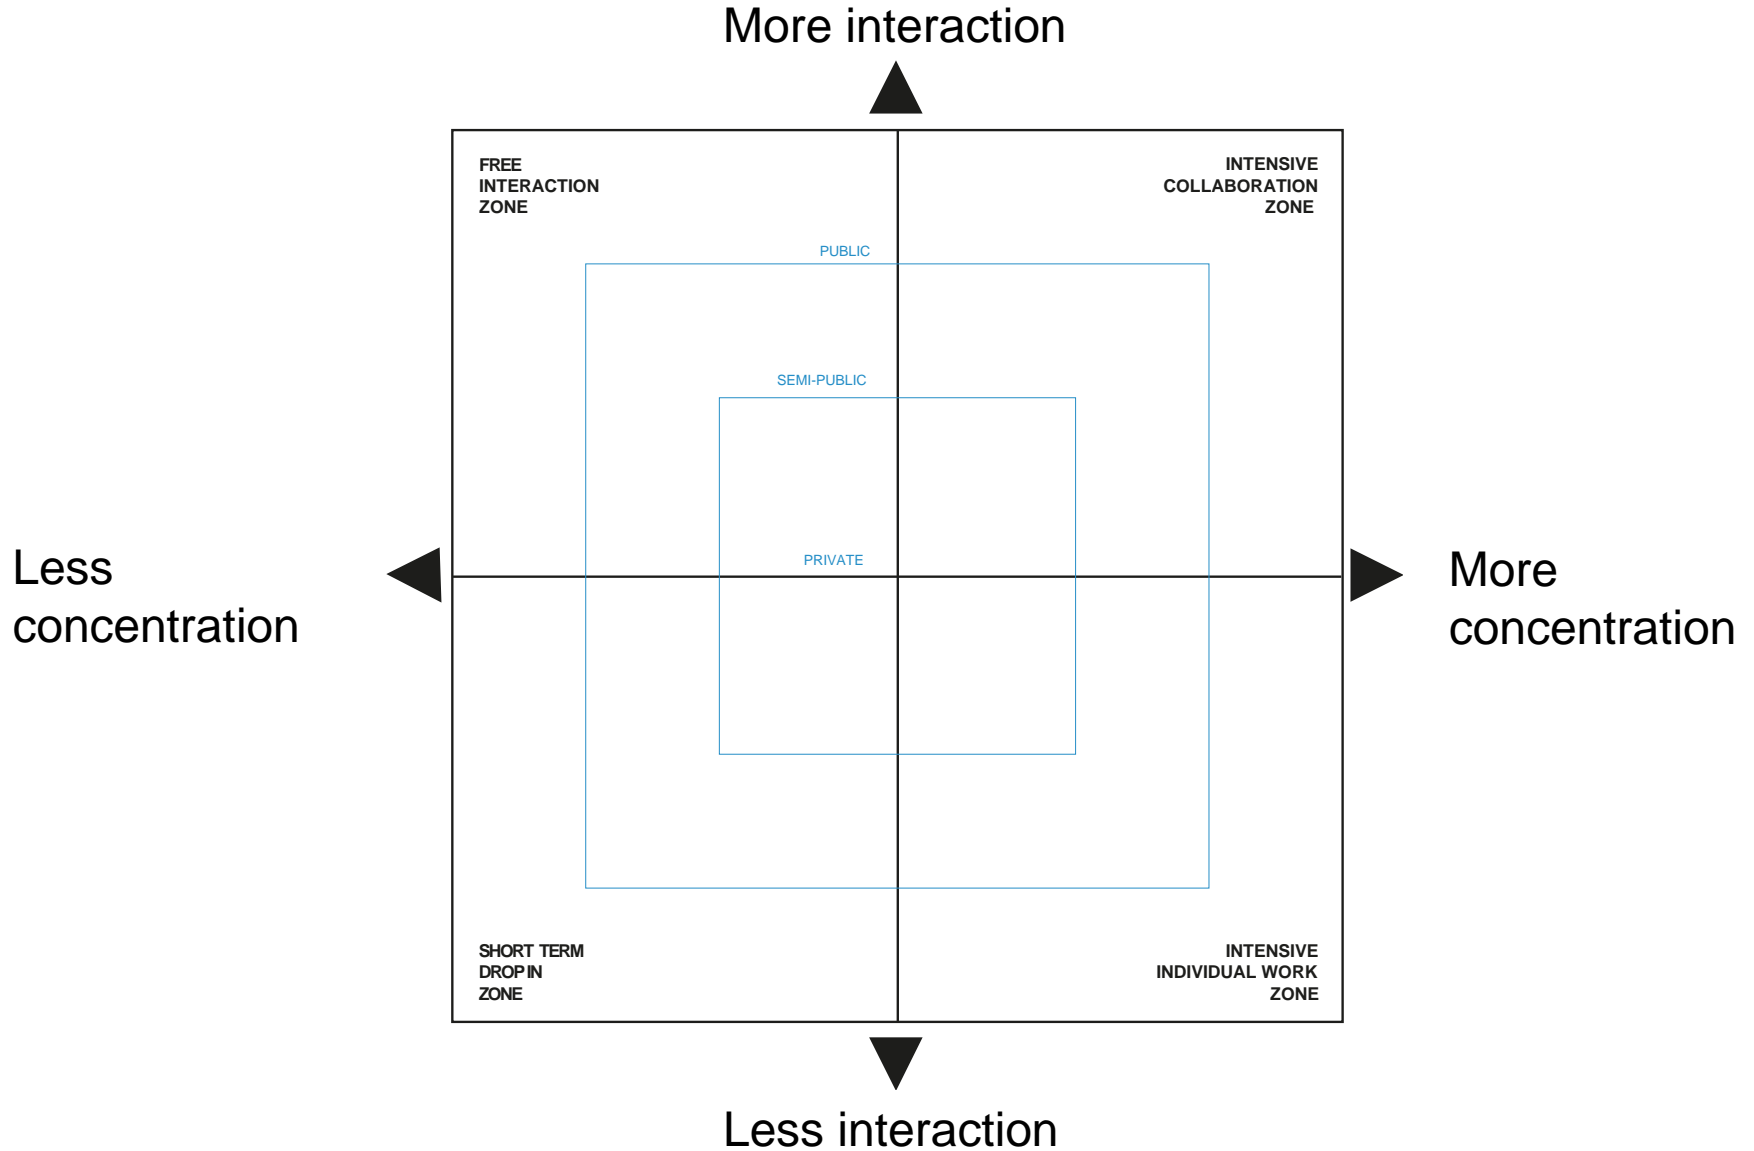 More interaction
FREE
INTERACTION
ZONE
INTENSIVE
COLLABORATION
ZONE
PUBLIC
SEMI-PUBLIC
PRIVATE
Less
concentration
More
concentration
SHORT TERM
DROP IN
ZONE
INTENSIVE
INDIVIDUAL WORK
ZONE
Less interaction